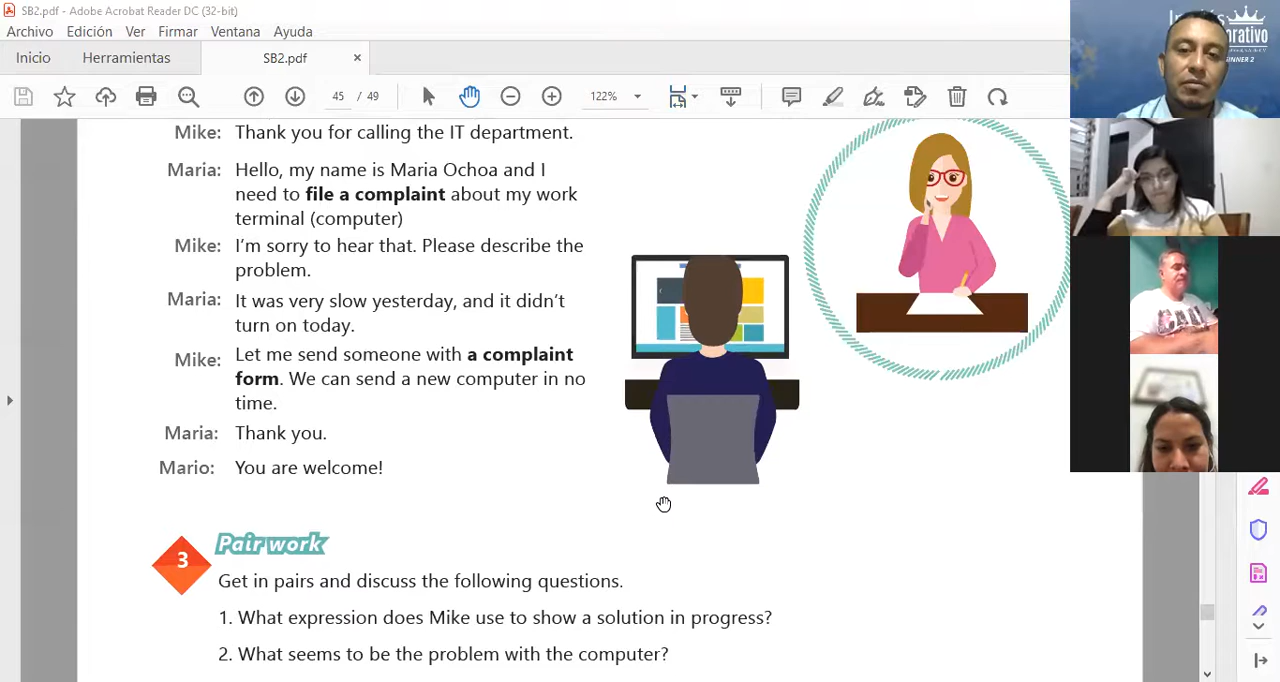 SB2.pdf - Adobe Acrobat Reader DC (32-bit)
Archivo Edición Ver Firmar Ventana Ayuda
Inicio Herramientas SB2.pdf ×
45 / 49 122%
Mike: Thank you for calling the IT department.
Maria: Hello, my name is Maria Ochoa and I
need to file a complaint about my work
terminal (computer)
Mike: I'm sorry to hear that. Please describe the
problem.
Maria: It was very slow yesterday, and it didn't
turn on today.
Mike: Let me send someone with a complaint
form. We can send a new computer in no
time.
Maria: Thank you.
Mario: You are welcome!
3 Pair work
Get in pairs and discuss the following questions.
1. What expression does Mike use to show a solution in progress?
2. What seems to be the problem with the computer?